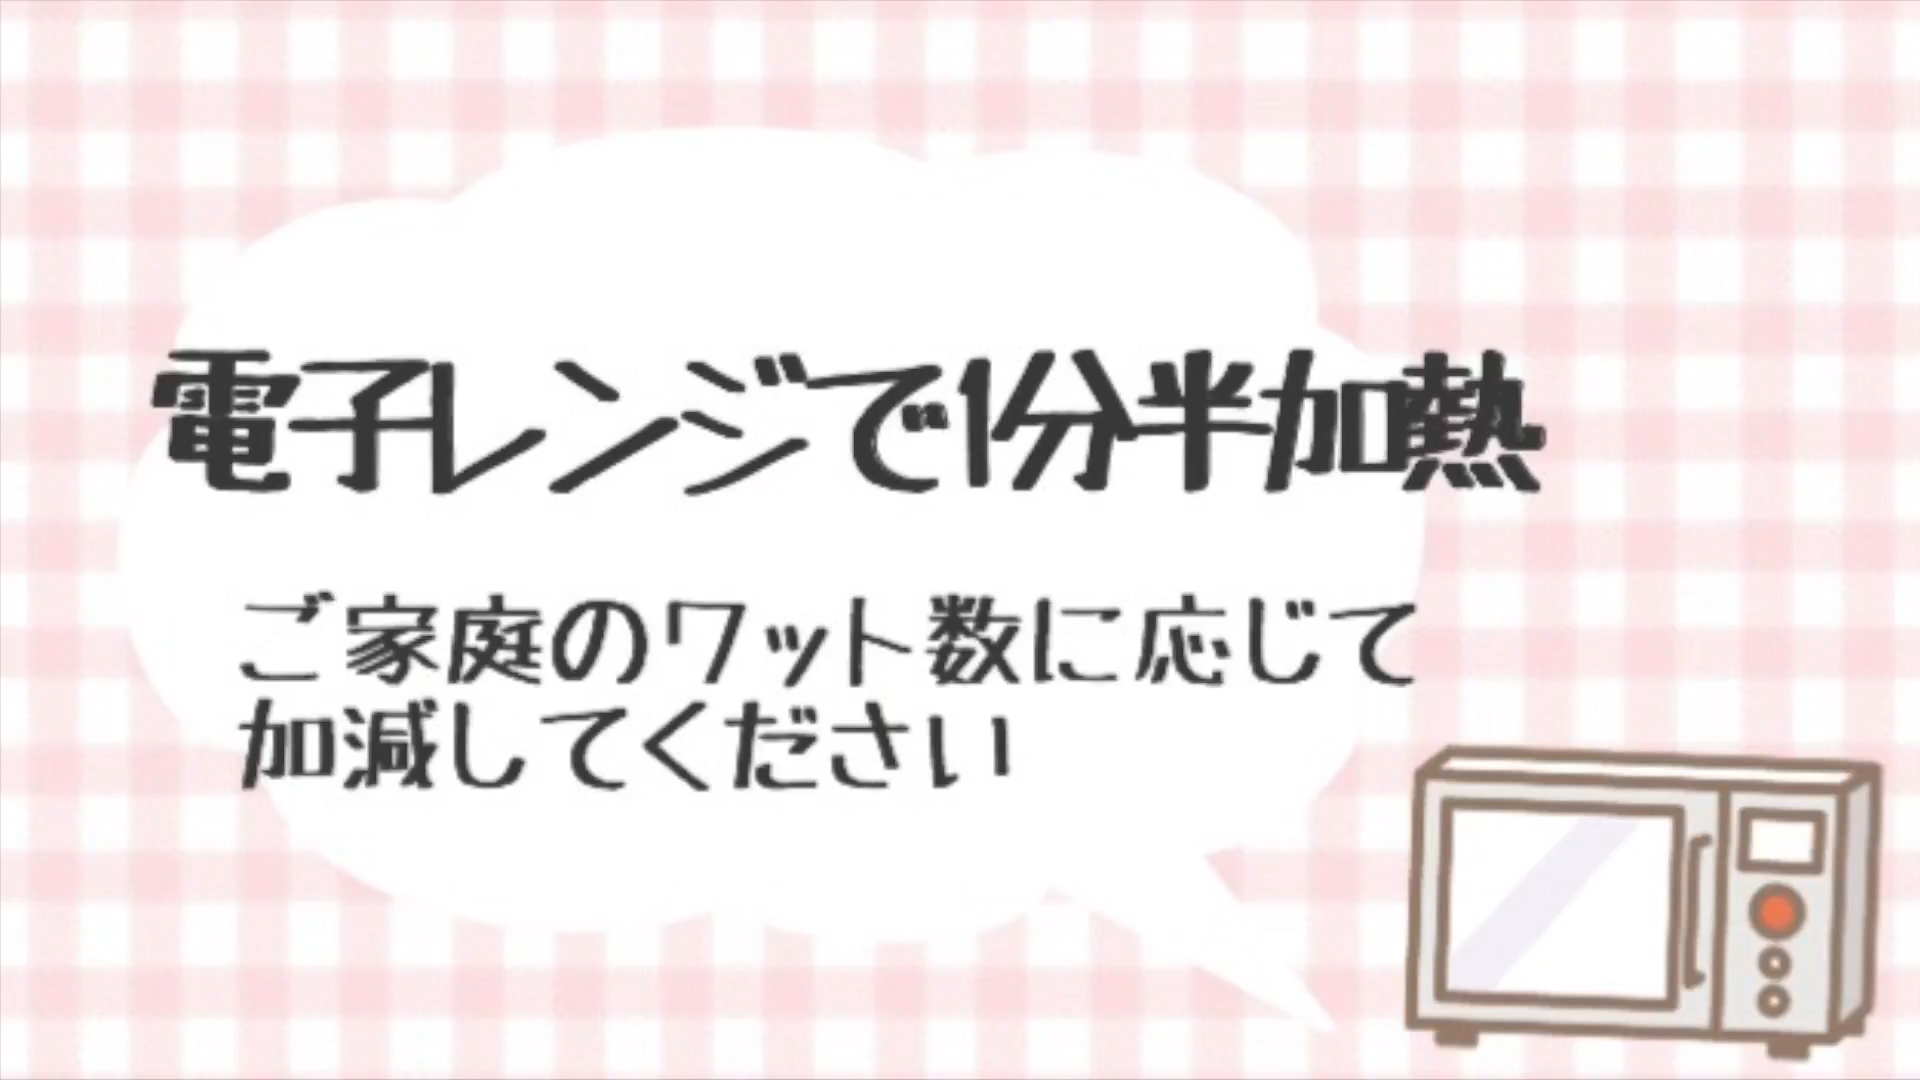 電子レンジで1分半加熱
ご家庭のワット数に応じて
加減してください